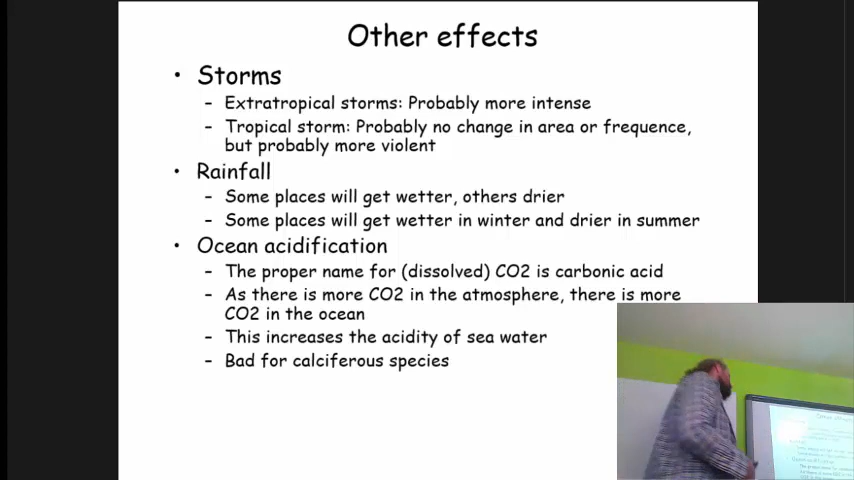 Other effects
• Storms
– Extratropical storms: Probably more intense
– Tropical storm: Probably no change in area or frequence,
but probably more violent
• Rainfall
– Some places will get wetter, others drier
– Some places will get wetter in winter and drier in summer
• Ocean acidification
– The proper name for (dissolved) CO2 is carbonic acid
– As there is more CO2 in the atmosphere, there is more
CO2 in the ocean
– This increases the acidity of sea water
– Bad for calciferous species